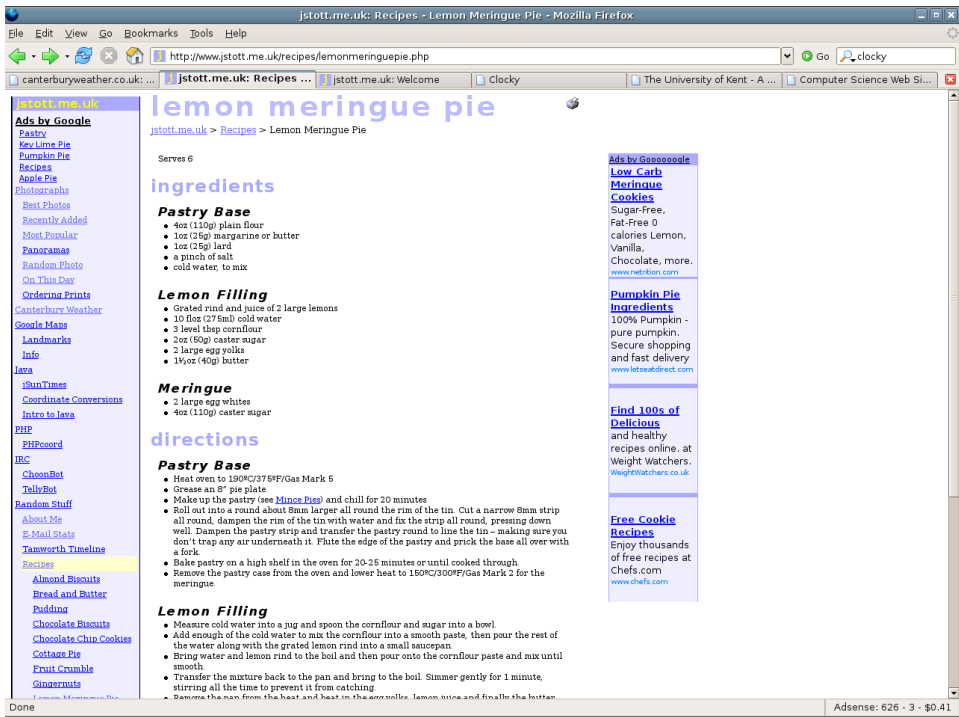 jstott.me.uk: Recipes - Lemon Meringue Pie - Mozilla Firefox
File Edit View Go Bookmarks Tools Help
http://www.jstott.me.uk/recipes/lemonmeringuepie.php Go clocky
canterburyweather.co.uk: ... jstott.me.uk: Recipes ... jstott.me.uk: Welcome Clocky The University of Kent - A ... Computer Science Web Si...
jstott.me.uk
Ads by Google
Pastry
Key Lime Pie
Pumpkin Pie
Recipes
Apple Pie
Photographs
Best Photos
Recently Added
Most Popular
Panoramas
Random Photo
On This Day
Ordering Prints
Canterbury Weather
Google Maps
Landmarks
Info
Java
iSunTimes
Coordinate Conversions
Intro to Java
PHP
PHPcoord
IRC
ChoonBot
TellyBot
Random Stuff
About Me
E-Mail Stats
Tamworth Timeline
Recipes
Almond Biscuits
Bread and Butter
Pudding
Chocolate Biscuits
Chocolate Chip Cookies
Cottage Pie
Fruit Crumble
Gingernuts
Lemon Meringue Pie
lemon meringue pie
jstott.me.uk > Recipes > Lemon Meringue Pie
Serves 6
ingredients
Pastry Base
4oz (110g) plain flour
1oz (25g) margarine or butter
1oz (25g) lard
a pinch of salt
cold water, to mix
Lemon Filling
Grated rind and juice of 2 large lemons
10 floz (275ml) cold water
3 level tbsp cornflour
2oz (50g) caster sugar
2 large egg yolks
1½oz (40g) butter
Meringue
2 large egg whites
4oz (110g) caster sugar
directions
Pastry Base
Heat oven to 190ºC/375ºF/Gas Mark 5
Grease an 8" pie plate.
Make up the pastry (see Mince Pies) and chill for 20 minutes
Roll out into a round about 8mm larger all round the rim of the tin. Cut a narrow 8mm strip
all round, dampen the rim of the tin with water and fix the strip all round, pressing down
well. Dampen the pastry strip and transfer the pastry round to line the tin – making sure you
don't trap any air underneath it. Flute the edge of the pastry and prick the base all over with
a fork.
Bake pastry on a high shelf in the oven for 20-25 minutes or until cooked through.
Remove the pastry case from the oven and lower heat to 150ºC/300ºF/Gas Mark 2 for the
meringue.
Lemon Filling
Measure cold water into a jug and spoon the cornflour and sugar into a bowl.
Add enough of the cold water to mix the cornflour into a smooth paste, then pour the rest of
the water along with the grated lemon rind into a small saucepan.
Bring water and lemon rind to the boil and then pour onto the cornflour paste and mix until
smooth.
Transfer the mixture back to the pan and bring to the boil. Simmer gently for 1 minute,
stirring all the time to prevent it from catching.
Remove the pan from the heat and beat in the egg yolks, lemon juice and finally the butter.
Ads by Goooooogle
Low Carb
Meringue
Cookies
Sugar-Free,
Fat-Free 0
calories Lemon,
Vanilla,
Chocolate, more.
www.netrition.com
Pumpkin Pie
Ingredients
100% Pumpkin -
pure pumpkin.
Secure shopping
and fast delivery
www.letseatdirect.com
Find 100s of
Delicious
and healthy
recipes online. at
Weight Watchers.
WeightWatchers.co.uk
Free Cookie
Recipes
Enjoy thousands
of free recipes at
Chefs.com
www.chefs.com
Done Adsense: 626 - 3 - $0.41